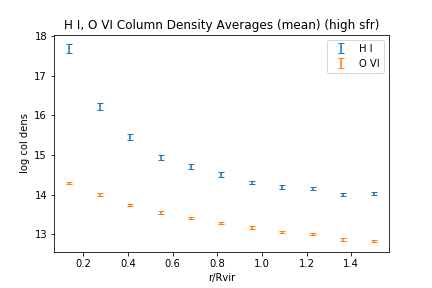 H I, O VI Column Density Averages (mean) (high sfr)
H I
O VI
log col dens
18
17
16
15
14
13
0.2 0.4 0.6 0.8 1.0 1.2 1.4
r/Rvir